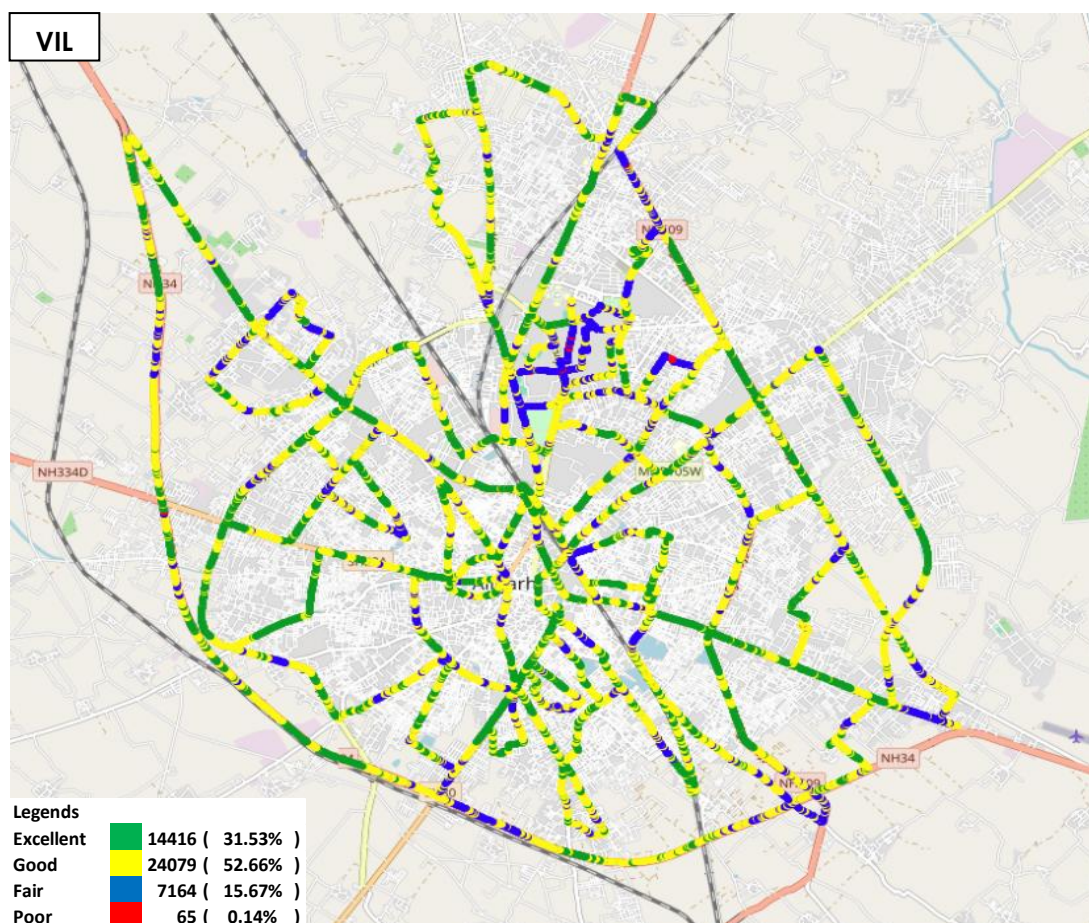 VIL
NH34
NH334D
NH34
Legends
Excellent 14416 ( 31.53% )
Good 24079 ( 52.66% )
Fair 7164 ( 15.67% )
Poor 65 ( 0.14% )